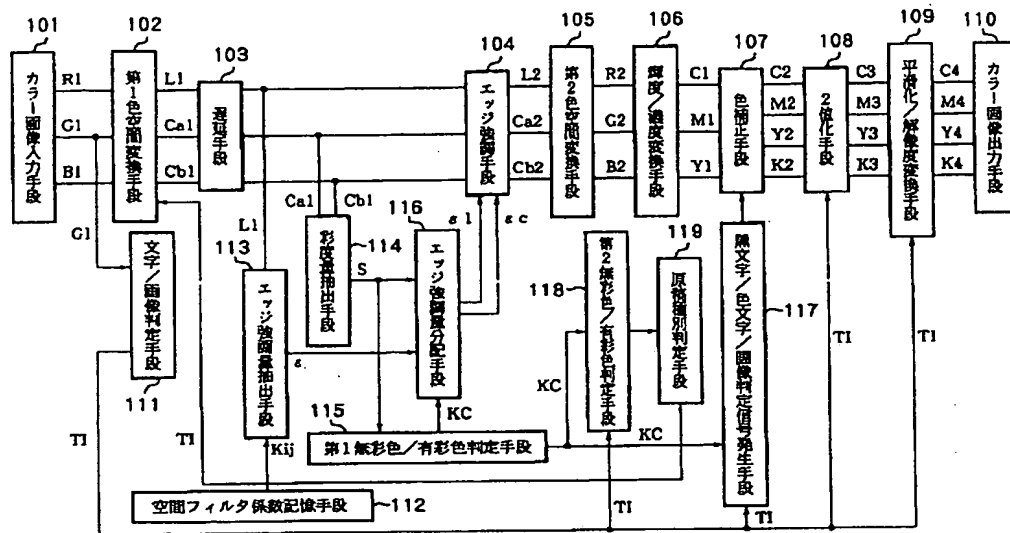 101
102
103
104
105
106
107
108
109
110
カラー画像入力手段
R1
G1
B1
第1色空間変換手段
L1
Ca1
Cb1
遅延手段
エッジ強調手段
L2
Ca2
Cb2
第2色空間変換手段
R2
G2
B2
輝度/濃度変換手段
C1
M1
Y1
色補正手段
C2
M2
Y2
K2
2値化手段
C3
M3
Y3
K3
平滑化/解像度変換手段
C4
M4
Y4
K4
カラー画像出力手段
G1
文字/画像判定手段
111
L1
113
エッジ強調量抽出手段
ε
Ca1
Cb1
彩度量抽出手段
114
S
116
エッジ強調量分配手段
εl
εc
KC
118
第2無彩色/有彩色判定手段
119
原稿種別判定手段
黒文字/色文字/画像判定信号発生手段
117
KC
KC
TI
TI
TI
TI
Kij
115
第1無彩色/有彩色判定手段
空間フィルタ係数記憶手段
112
TI
TI